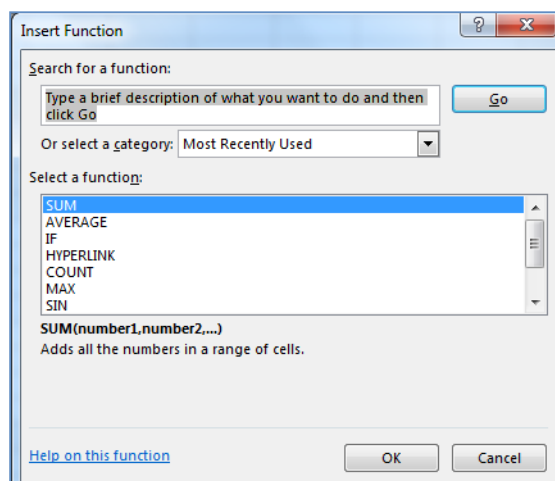 Insert Function
Search for a function:
Type a brief description of what you want to do and then
click Go
Go
Or select a category: Most Recently Used
Select a function:
SUM
AVERAGE
IF
HYPERLINK
COUNT
MAX
SIN
SUM(number1,number2,...)
Adds all the numbers in a range of cells.
Help on this function
OK
Cancel